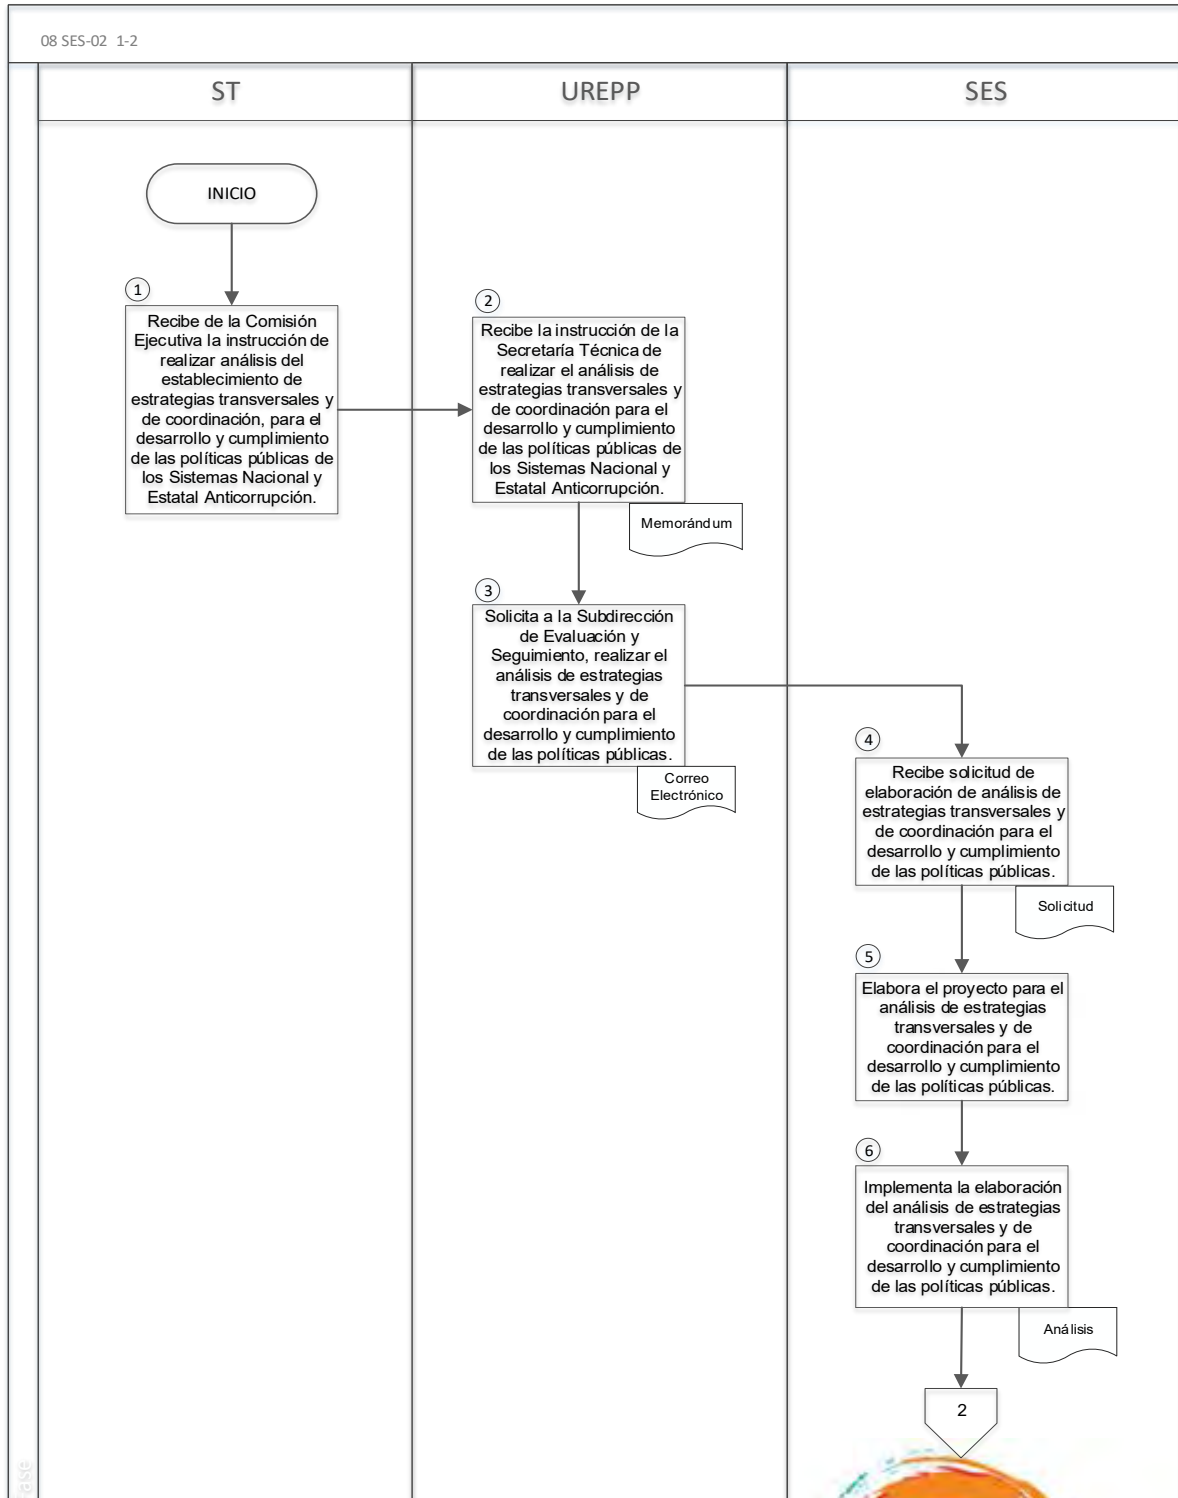 08 SES-02 1-2
ST
UREPP
SES
INICIO
1
Recibe de la Comisión
Ejecutiva la instrucción de
realizar análisis del
establecimiento de
estrategias transversales y
de coordinación, para el
desarrollo y cumplimiento
de las políticas públicas de
los Sistemas Nacional y
Estatal Anticorrupción.
2
Recibe la instrucción de la
Secretaría Técnica de
realizar el análisis de
estrategias transversales y
de coordinación para el
desarrollo y cumplimiento
de las políticas públicas de
los Sistemas Nacional y
Estatal Anticorrupción.
Memorándum
3
Solicita a la Subdirección
de Evaluación y
Seguimiento, realizar el
análisis de estrategias
transversales y de
coordinación para el
desarrollo y cumplimiento
de las políticas públicas.
Correo
Electrónico
4
Recibe solicitud de
elaboración de análisis de
estrategias transversales y
de coordinación para el
desarrollo y cumplimiento
de las políticas públicas.
Solicitud
5
Elabora el proyecto para el
análisis de estrategias
transversales y de
coordinación para el
desarrollo y cumplimiento
de las políticas públicas.
6
Implementa la elaboración
del análisis de estrategias
transversales y de
coordinación para el
desarrollo y cumplimiento
de las políticas públicas.
Análisis
2